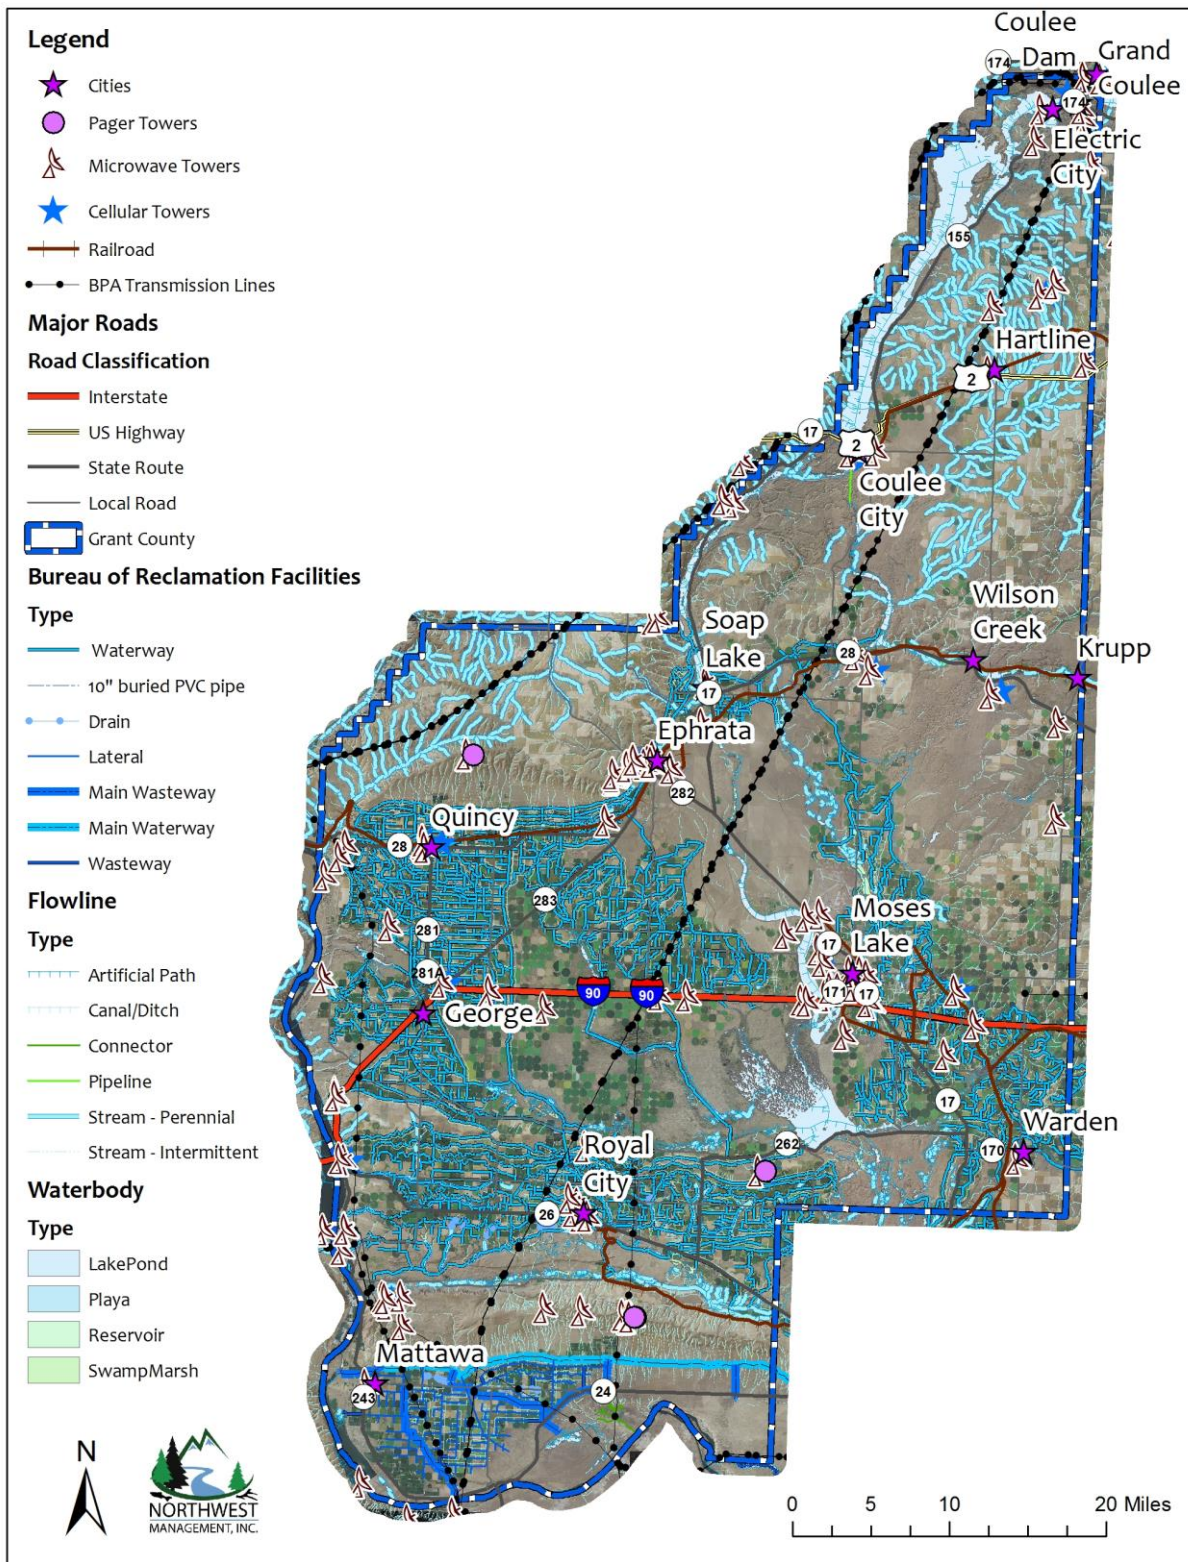 Legend
Cities
Pager Towers
Microwave Towers
Cellular Towers
Railroad
BPA Transmission Lines
Major Roads
Road Classification
Interstate
US Highway
State Route
Local Road
Grant County
Bureau of Reclamation Facilities
Type
Waterway
10" buried PVC pipe
Drain
Lateral
Main Wasteway
Main Waterway
Wasteway
Flowline
Type
Artificial Path
Canal/Ditch
Connector
Pipeline
Stream - Perennial
Stream - Intermittent
Waterbody
Type
LakePond
Playa
Reservoir
SwampMarsh
N
NORTHWEST
MANAGEMENT, INC.
Coulee
Dam
Grand
Coulee
174
174
Electric
City
155
Hartline
2
17
2
Coulee
City
Wilson
Creek
Krupp
Soap
Lake
28
17
Ephrata
282
Quincy
28
283
281
281A
Moses
Lake
17
171
17
90
90
George
17
Warden
170
262
Royal
City
26
Mattawa
243
24
0
5
10
20 Miles